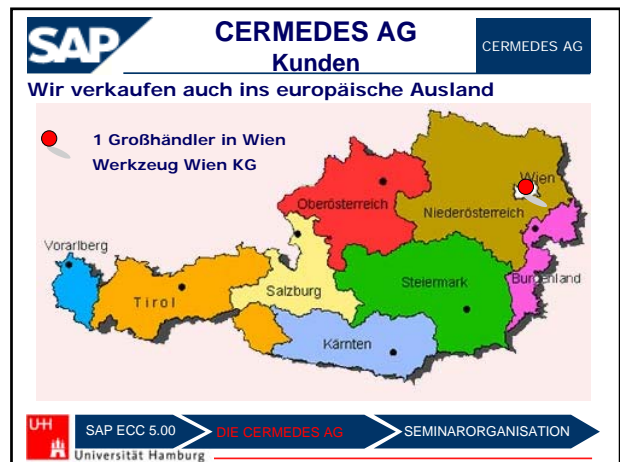 SAP
CERMEDES AG
Kunden
CERMEDES AG
Wir verkaufen auch ins europäische Ausland
1 Großhändler in Wien
Werkzeug Wien KG
Wien
Oberösterreich
Niederösterreich
Vorarlberg
Burgenland
Steiermark
Salzburg
Tirol
Kärnten
UH
SAP ECC 5.00
DIE CERMEDES AG
SEMINARORGANISATION
Universität Hamburg